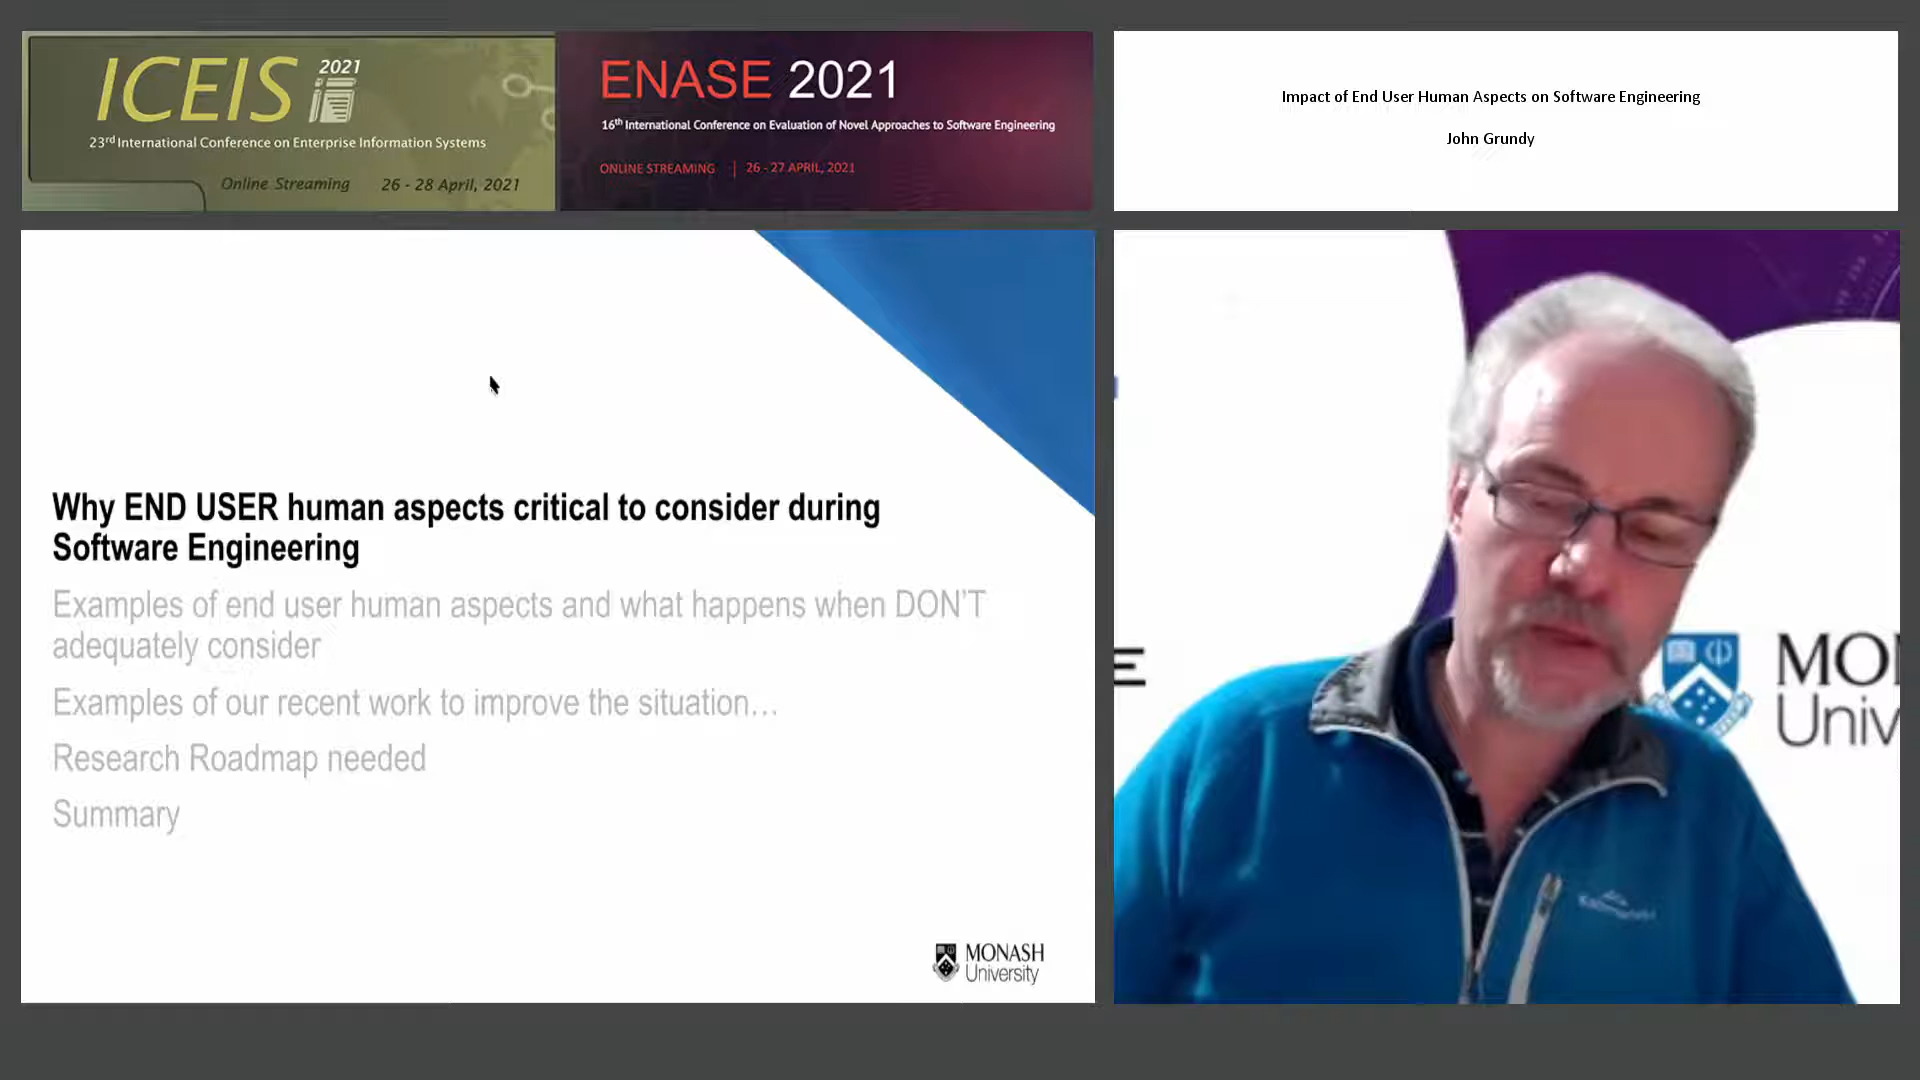 ICEIS 2021
23rd International Conference on Enterprise Information Systems
Online Streaming 26 - 28 April, 2021
ENASE 2021
16th International Conference on Evaluation of Novel Approaches to Software Engineering
ONLINE STREAMING | 26 - 27 APRIL, 2021
Impact of End User Human Aspects on Software Engineering
John Grundy
Why END USER human aspects critical to consider during
Software Engineering
Examples of end user human aspects and what happens when DON'T
adequately consider
Examples of our recent work to improve the situation…
Research Roadmap needed
Summary
MONASH
University
E
MON
Univ